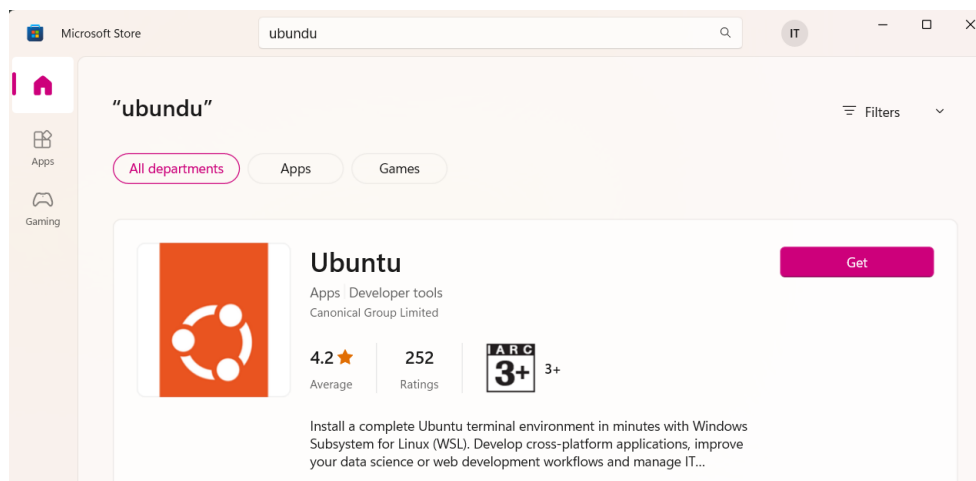 Microsoft Store
ubundu
IT
“ubundu”
Filters
Apps
Gaming
All departments
Apps
Games
Ubuntu
Get
Apps Developer tools
Canonical Group Limited
4.2
Average
252
Ratings
IARC
3+
3+
Install a complete Ubuntu terminal environment in minutes with Windows
Subsystem for Linux (WSL). Develop cross-platform applications, improve
your data science or web development workflows and manage IT...